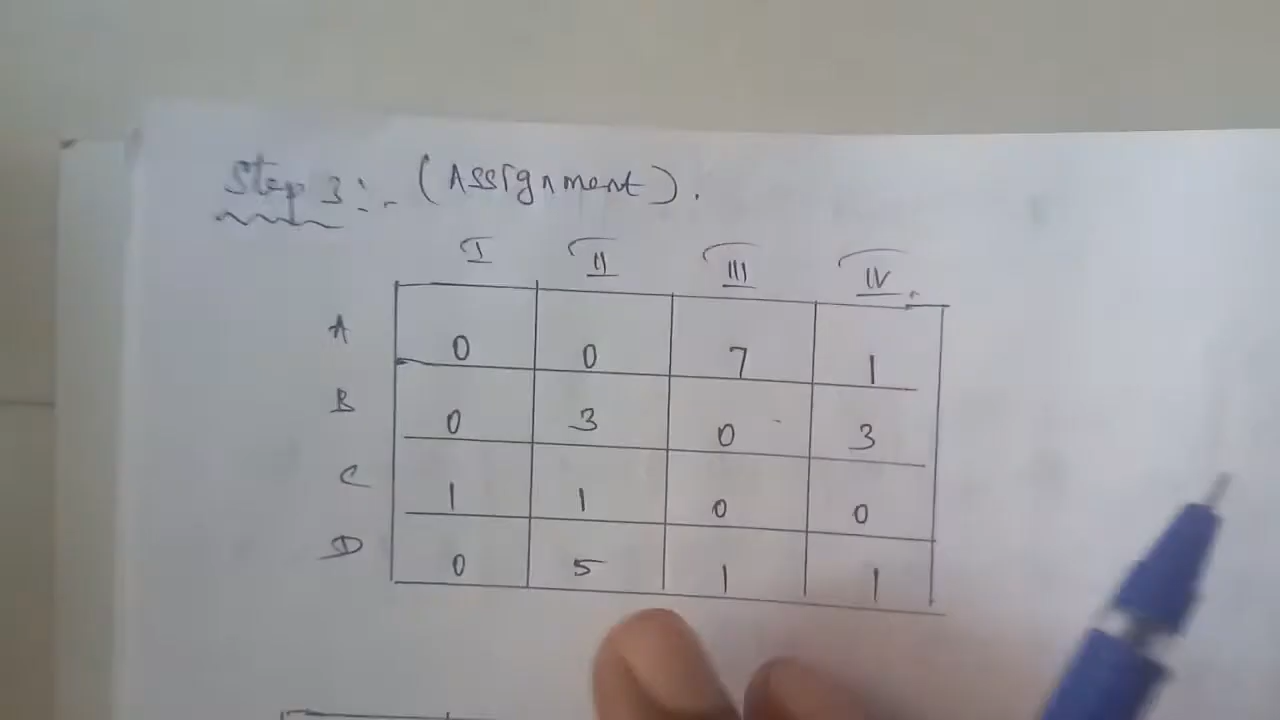 Step 3:- (Assignment).
I II III IV.
A 0 0 7 1
B 0 3 0 3
C 1 1 0 0
D 0 5 1 1